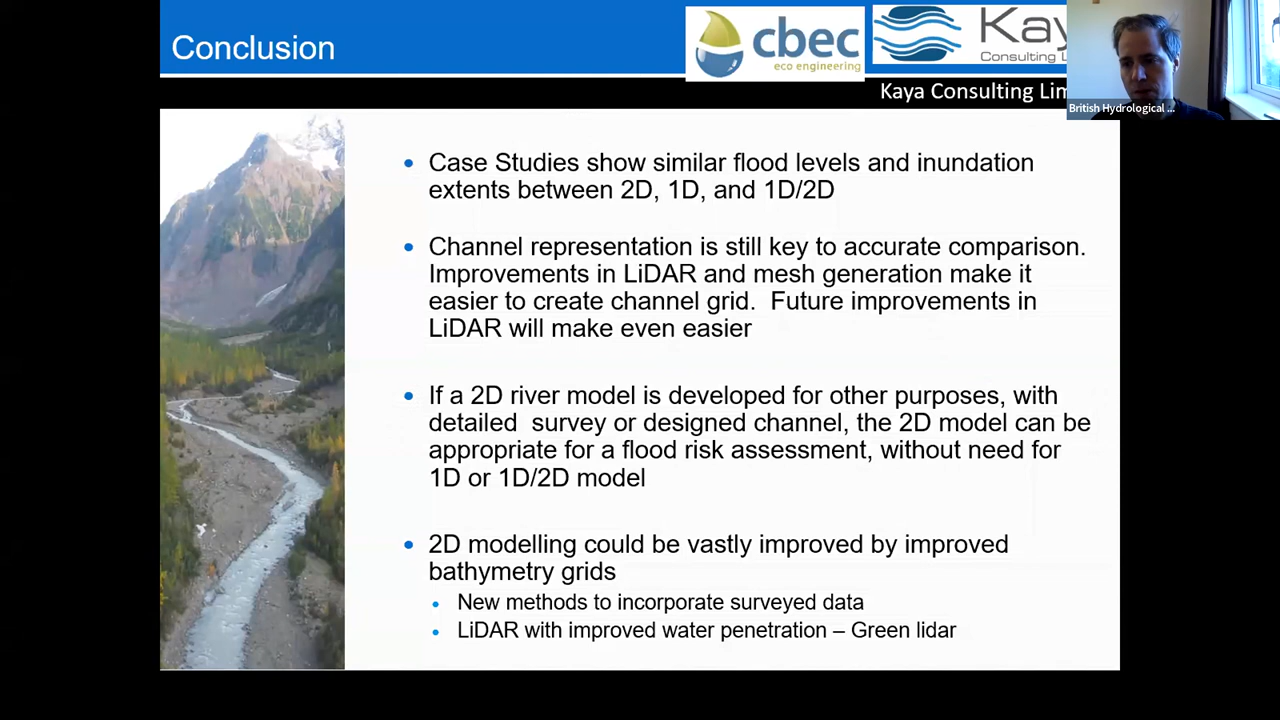 Conclusion
cbec
eco engineering
Kay
Consulting L
Kaya Consulting Lim
British Hydrological ...
• Case Studies show similar flood levels and inundation
extents between 2D, 1D, and 1D/2D
• Channel representation is still key to accurate comparison.
Improvements in LiDAR and mesh generation make it
easier to create channel grid.  Future improvements in
LiDAR will make even easier
• If a 2D river model is developed for other purposes, with
detailed  survey or designed channel, the 2D model can be
appropriate for a flood risk assessment, without need for
1D or 1D/2D model
• 2D modelling could be vastly improved by improved
bathymetry grids
• New methods to incorporate surveyed data
• LiDAR with improved water penetration – Green lidar